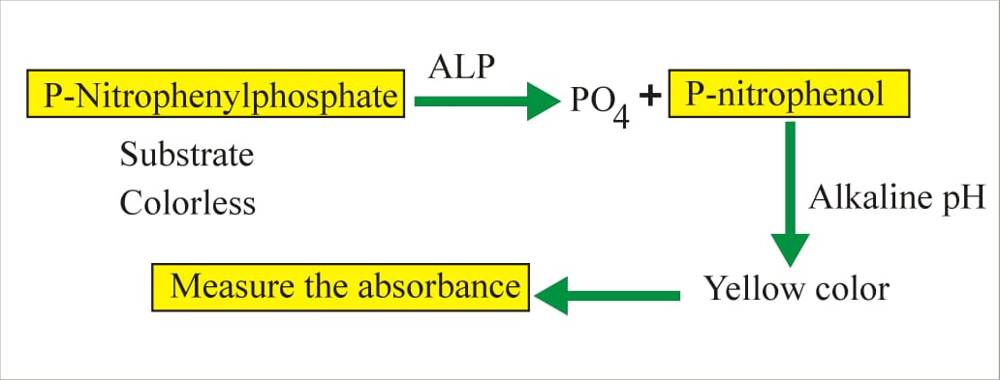 ALP
P-Nitrophenylphosphate PO4 + P-nitrophenol
Substrate
Colorless
Alkaline pH
Measure the absorbance Yellow color